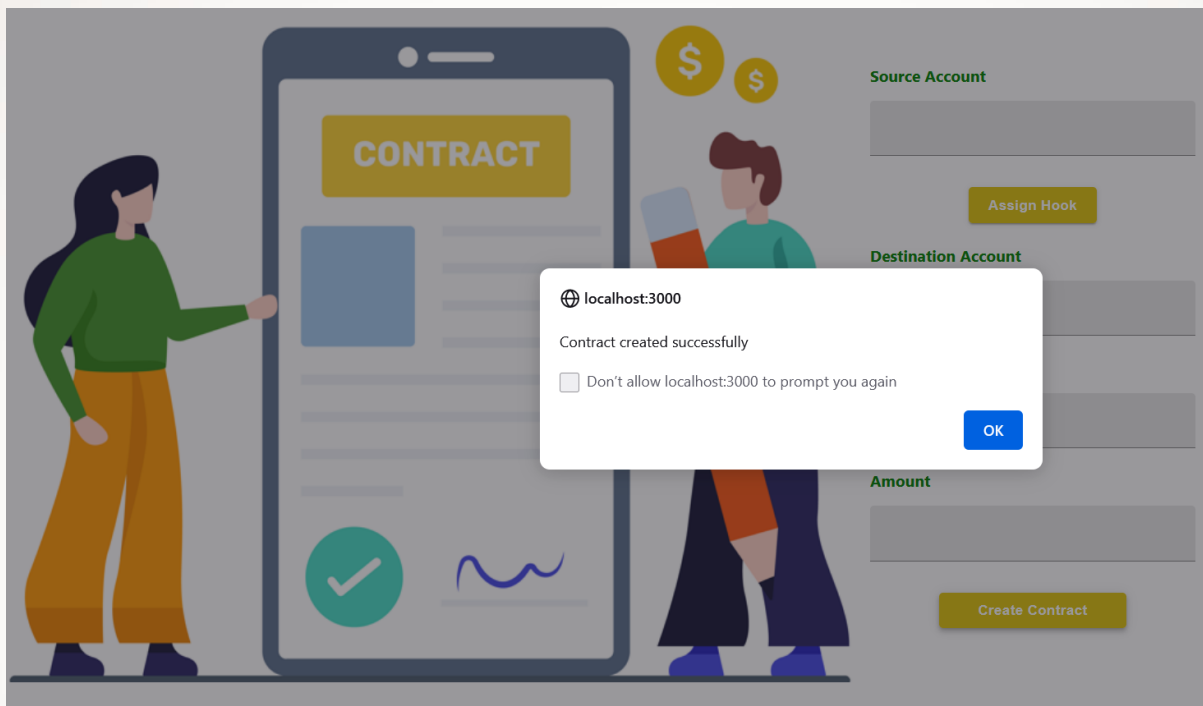 CONTRACT
$
$
Source Account
Assign Hook
Destination Account
localhost:3000
Contract created successfully
Don't allow localhost:3000 to prompt you again
OK
Amount
Create Contract